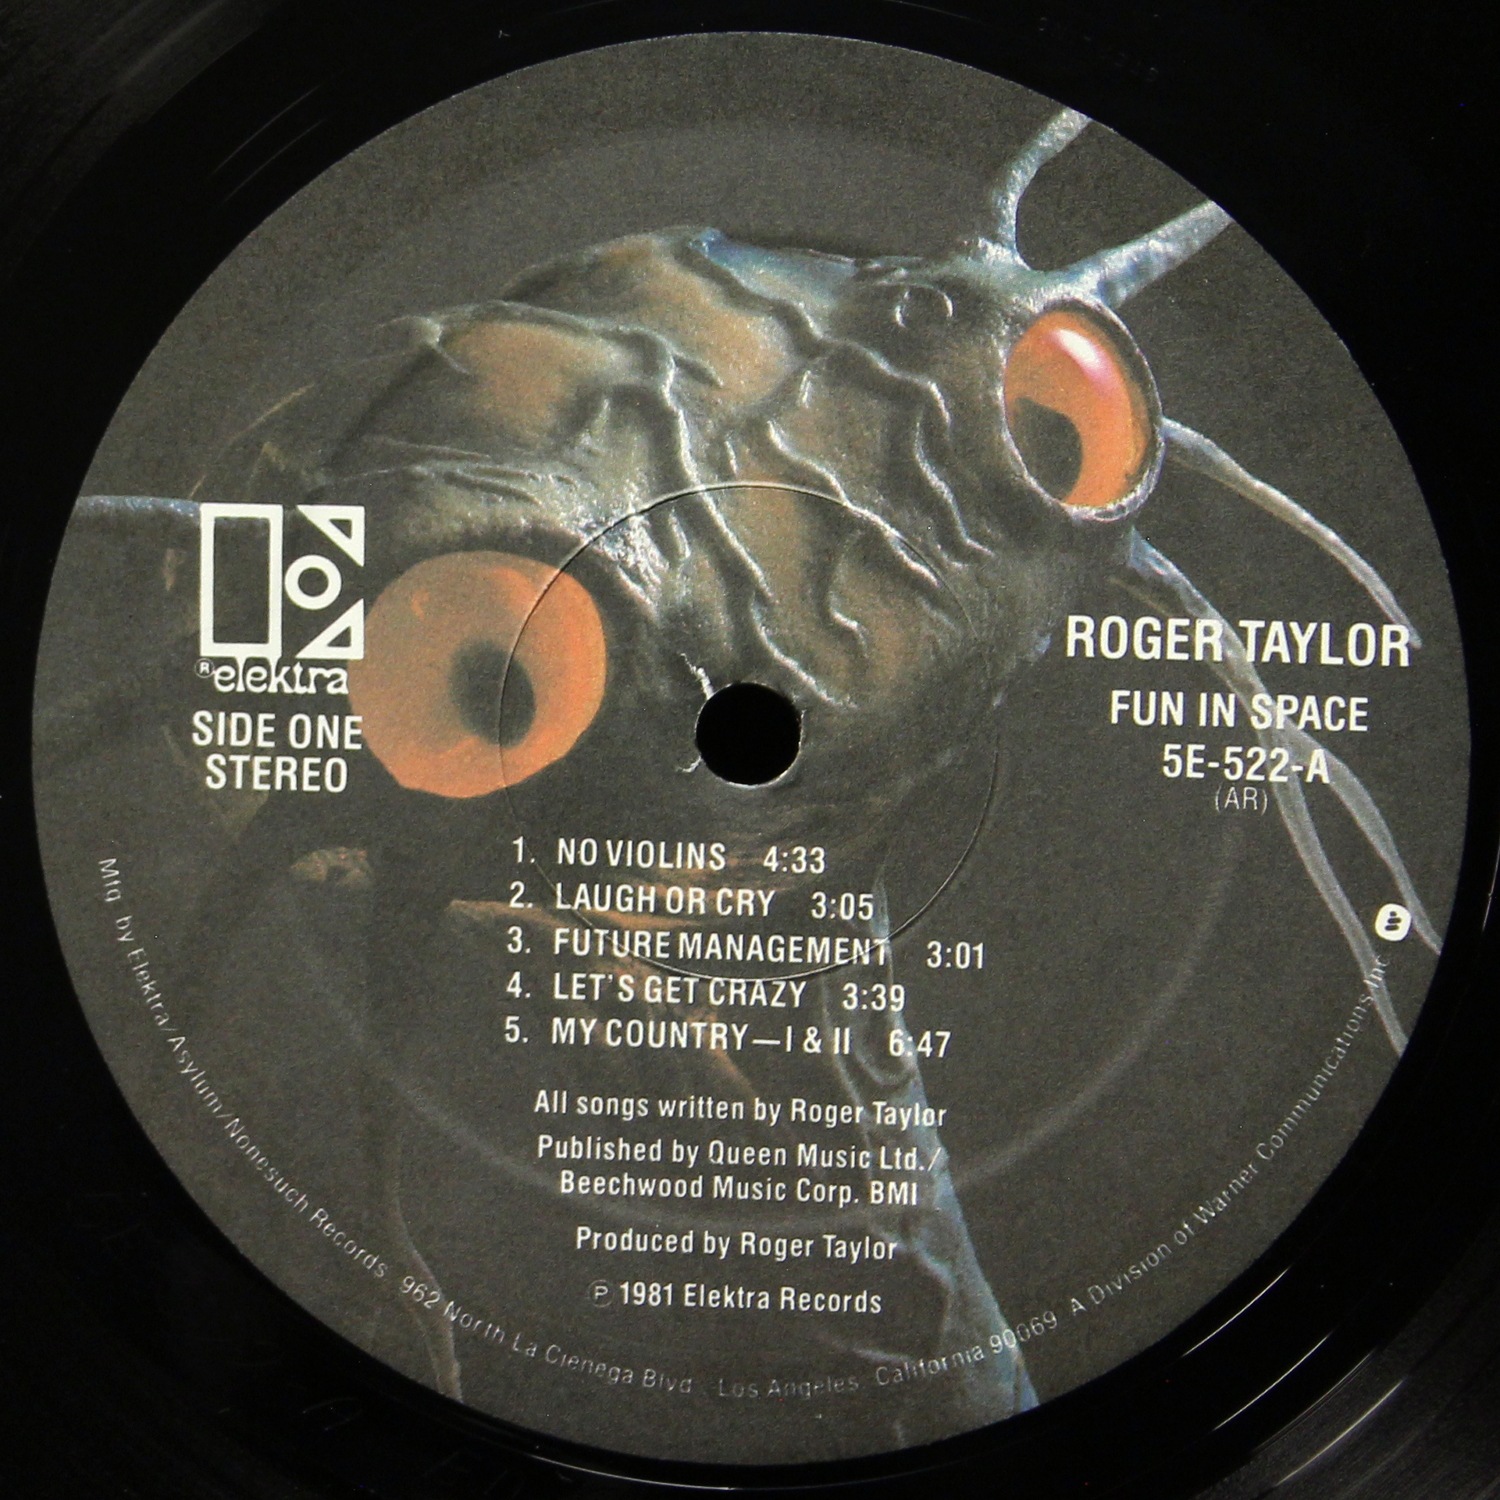 ® elektra
SIDE ONE
STEREO
ROGER TAYLOR
FUN IN SPACE
5E-522-A
(AR)
1. NO VIOLINS 4:33
2. LAUGH OR CRY 3:05
3. FUTURE MANAGEMENT 3:01
4. LET'S GET CRAZY 3:39
5. MY COUNTRY—I & II 6:47
All songs written by Roger Taylor
Published by Queen Music Ltd./
Beechwood Music Corp. BMI
Produced by Roger Taylor
℗ 1981 Elektra Records
Mfg by Elektra/Asylum/Nonesuch Records 962 North La Cienega Blvd Los Angeles California 90069 A Division of Warner Communications Inc